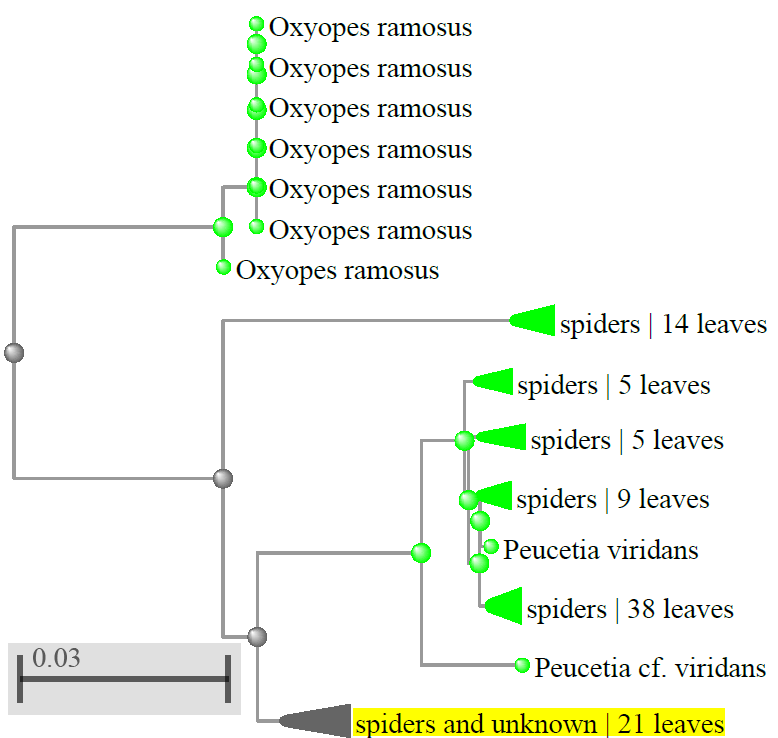 Oxyopes ramosus
Oxyopes ramosus
Oxyopes ramosus
Oxyopes ramosus
Oxyopes ramosus
Oxyopes ramosus
Oxyopes ramosus
spiders | 14 leaves
spiders | 5 leaves
spiders | 5 leaves
spiders | 9 leaves
Peucetia viridans
spiders | 38 leaves
0.03
Peucetia cf. viridans
spiders and unknown | 21 leaves